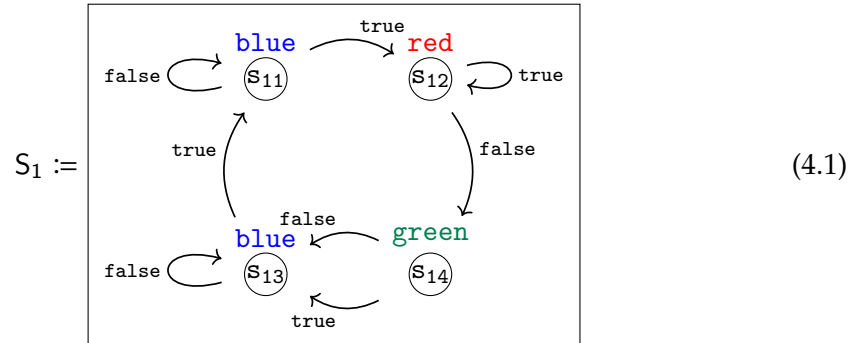 true
blue
red
false
s₁₁
s₁₂
true
true
false
S₁ :=
(4.1)
false
blue
green
false
s₁₃
s₁₄
true